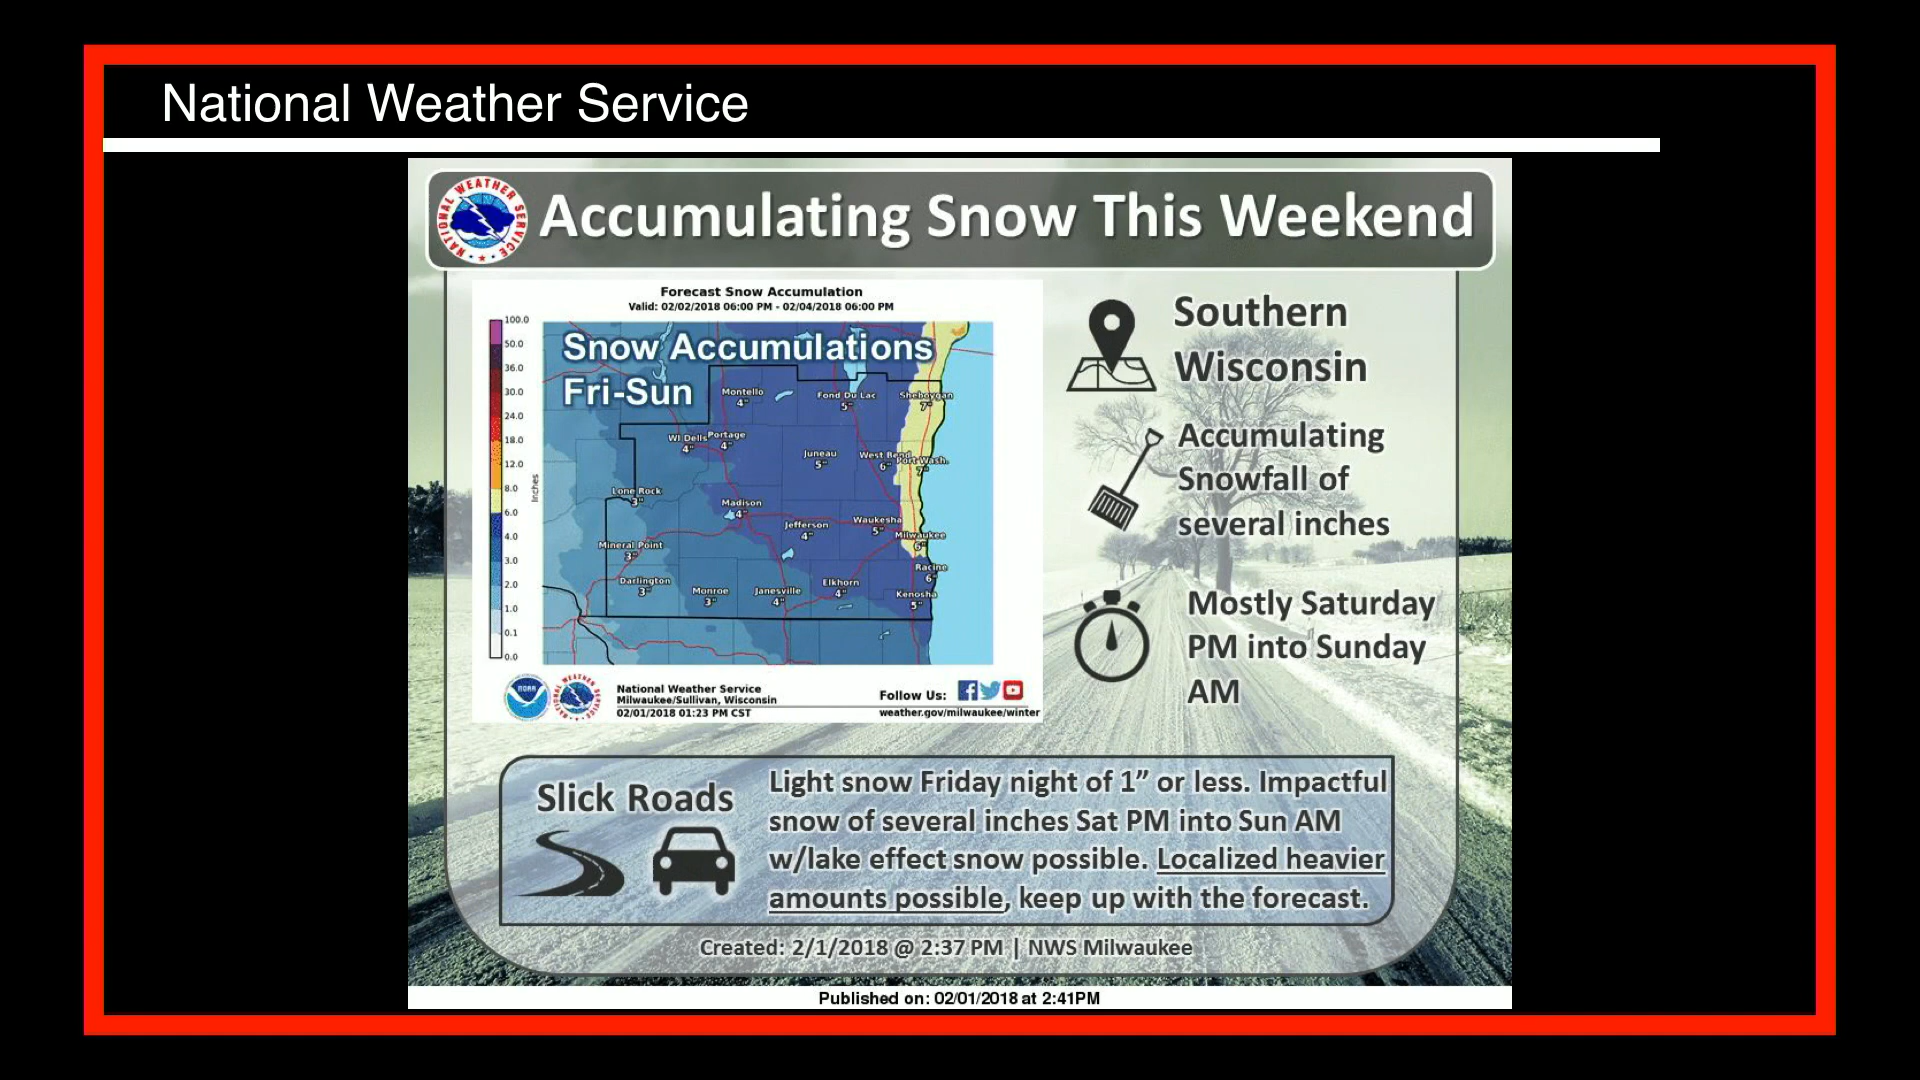 National Weather Service
NATIONAL WEATHER SERVICE
Accumulating Snow This Weekend
Forecast Snow Accumulation
Valid: 02/02/2018 06:00 PM - 02/04/2018 06:00 PM
Snow Accumulations
Fri-Sun
100.0
50.0
36.0
30.0
24.0
18.0
12.0
8.0
6.0
4.0
3.0
2.0
1.0
0.1
0.0
Inches
Montello
4"
Fond Du Lac
5"
Sheboygan
7"
WI Dells
4"
Portage
4"
Juneau
5"
West Bend
6"
Port Wash.
7"
Lone Rock
3"
Madison
4"
Jefferson
4"
Waukesha
5"
Milwaukee
6"
Mineral Point
3"
Racine
6"
Darlington
3"
Monroe
3"
Janesville
4"
Elkhorn
4"
Kenosha
5"
NOAA
NATIONAL WEATHER SERVICE
National Weather Service
Milwaukee/Sullivan, Wisconsin
02/01/2018 01:23 PM CST
Follow Us:
weather.gov/milwaukee/winter
Southern
Wisconsin
Accumulating
Snowfall of
several inches
Mostly Saturday
PM into Sunday
AM
Slick Roads
Light snow Friday night of 1” or less. Impactful
snow of several inches Sat PM into Sun AM
w/lake effect snow possible. Localized heavier
amounts possible, keep up with the forecast.
Created: 2/1/2018 @ 2:37 PM | NWS Milwaukee
Published on: 02/01/2018 at 2:41PM